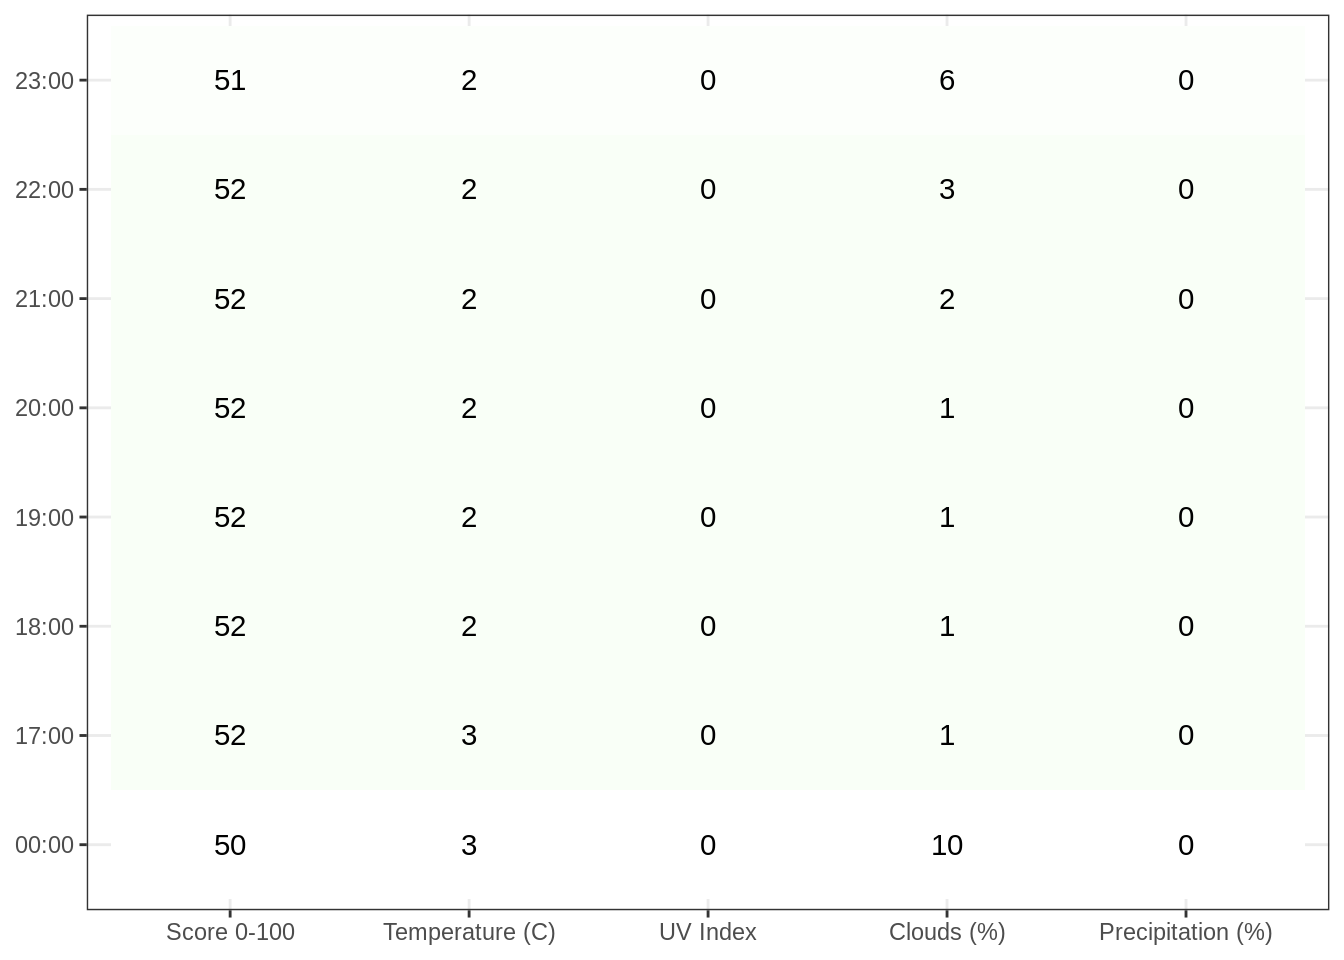 23:00 51 2 0 6 0
22:00 52 2 0 3 0
21:00 52 2 0 2 0
20:00 52 2 0 1 0
19:00 52 2 0 1 0
18:00 52 2 0 1 0
17:00 52 3 0 1 0
00:00 50 3 0 10 0
Score 0-100 Temperature (C) UV Index Clouds (%) Precipitation (%)